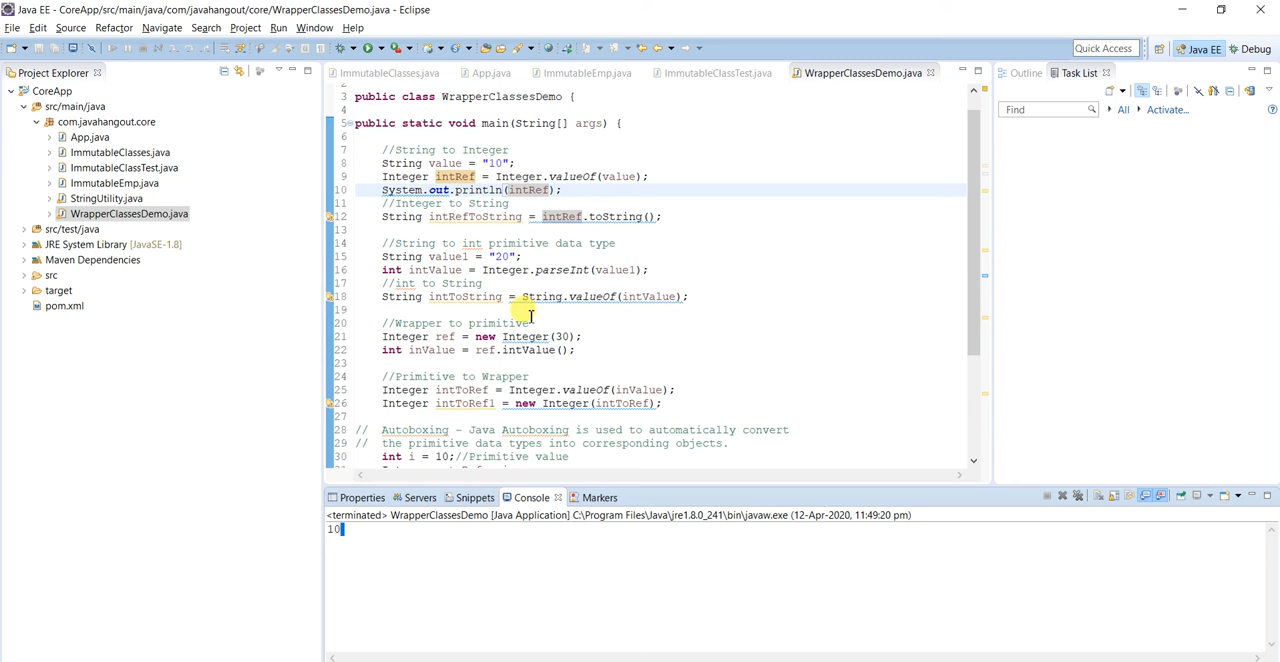 Java EE - CoreApp/src/main/java/com/javahangout/core/WrapperClassesDemo.java - Eclipse
File Edit Source Refactor Navigate Search Project Run Window Help
Quick Access
Java EE
Debug
Project Explorer
CoreApp
src/main/java
com.javahangout.core
App.java
ImmutableClasses.java
ImmutableClassTest.java
ImmutableEmp.java
StringUtility.java
WrapperClassesDemo.java
src/test/java
JRE System Library [JavaSE-1.8]
Maven Dependencies
src
target
pom.xml
ImmutableClasses.java
App.java
ImmutableEmp.java
ImmutableClassTest.java
WrapperClassesDemo.java
3 public class WrapperClassesDemo {
4
5 public static void main(String[] args) {
6
7 //String to Integer
8 String value = "10";
9 Integer intRef = Integer.valueOf(value);
10 System.out.println(intRef);
11 //Integer to String
12 String intRefToString = intRef.toString();
13
14 //String to int primitive data type
15 String value1 = "20";
16 int intValue = Integer.parseInt(value1);
17 //int to String
18 String intToString = String.valueOf(intValue);
19
20 //Wrapper to primitive
21 Integer ref = new Integer(30);
22 int inValue = ref.intValue();
23
24 //Primitive to Wrapper
25 Integer intToRef = Integer.valueOf(inValue);
26 Integer intToRef1 = new Integer(intToRef);
27
28 // Autoboxing - Java Autoboxing is used to automatically convert
29 // the primitive data types into corresponding objects.
30 int i = 10;//Primitive value
Outline
Task List
Find
All
Activate...
Properties
Servers
Snippets
Console
Markers
<terminated> WrapperClassesDemo [Java Application] C:\Program Files\Java\jre1.8.0_241\bin\javaw.exe (12-Apr-2020, 11:49:20 pm)
10